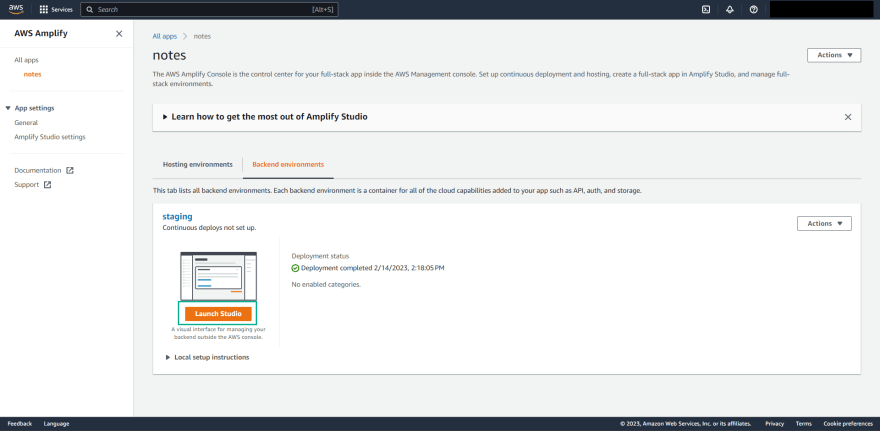 aws
Services
Search
[Alt+S]
AWS Amplify
All apps
notes
App settings
General
Amplify Studio settings
Documentation
Support
All apps > notes
notes
Actions
The AWS Amplify Console is the control center for your full-stack app inside the AWS Management console. Set up continuous deployment and hosting, create a full-stack app in Amplify Studio, and manage full-
stack environments.
Learn how to get the most out of Amplify Studio
Hosting environments
Backend environments
This tab lists all backend environments. Each backend environment is a container for all of the cloud capabilities added to your app such as API, auth, and storage.
staging
Continuous deploys not set up.
Actions
Launch Studio
A visual interface for managing your
backend outside the AWS console.
Deployment status
Deployment completed 2/14/2023, 2:18:05 PM
No enabled categories.
Local setup instructions
Feedback
Language
© 2023, Amazon Web Services, Inc. or its affiliates.
Privacy
Terms
Cookie preferences